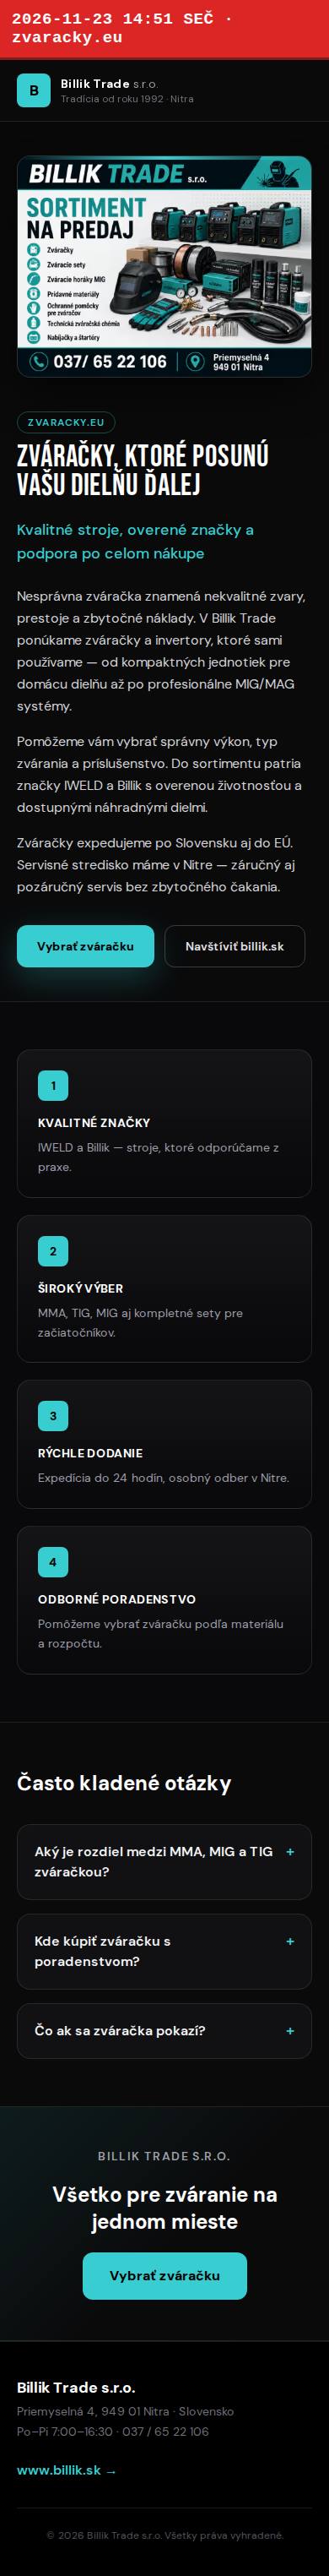 2026-11-23 14:51 SEČ ·
zvaracky.eu
B
Billik Trade s.r.o.
Tradícia od roku 1992 · Nitra
BILLIK TRADE s.r.o.
SORTIMENT
NA PREDAJ
Zváračky
Zváracie sety
Zváracie horáky MIG
Prídavné materiály
Ochranné pomôcky
pre zváračov
Technická zváračská chémia
Nabíjačky a štartéry
037/ 65 22 106
Priemyselná 4
949 01 Nitra
ZVARACKY.EU
ZVÁRAČKY, KTORÉ POSUNÚ
VAŠU DIELŇU ĎALEJ
Kvalitné stroje, overené značky a
podpora po celom nákupe
Nesprávna zváračka znamená nekvalitné zvary,
prestoje a zbytočné náklady. V Billik Trade
ponúkame zváračky a invertory, ktoré sami
používame — od kompaktných jednotiek pre
domácu dielňu až po profesionálne MIG/MAG
systémy.
Pomôžeme vám vybrať správny výkon, typ
zvárania a príslušenstvo. Do sortimentu patria
značky IWELD a Billik s overenou životnosťou a
dostupnými náhradnými dielmi.
Zváračky expedujeme po Slovensku aj do EÚ.
Servisné stredisko máme v Nitre — záručný aj
pozáručný servis bez zbytočného čakania.
Vybrať zváračku
Navštíviť billik.sk
1
KVALITNÉ ZNAČKY
IWELD a Billik — stroje, ktoré odporúčame z
praxe.
2
ŠIROKÝ VÝBER
MMA, TIG, MIG aj kompletné sety pre
začiatočníkov.
3
RÝCHLE DODANIE
Expedícia do 24 hodín, osobný odber v Nitre.
4
ODBORNÉ PORADENSTVO
Pomôžeme vybrať zváračku podľa materiálu
a rozpočtu.
Často kladené otázky
Aký je rozdiel medzi MMA, MIG a TIG +
zváračkou?
Kde kúpiť zváračku s +
poradenstvom?
Čo ak sa zváračka pokazí? +
BILLIK TRADE S.R.O.
Všetko pre zváranie na
jednom mieste
Vybrať zváračku
Billik Trade s.r.o.
Priemyselná 4, 949 01 Nitra · Slovensko
Po–Pi 7:00–16:30 · 037 / 65 22 106
www.billik.sk →
© 2026 Billik Trade s.r.o. Všetky práva vyhradené.